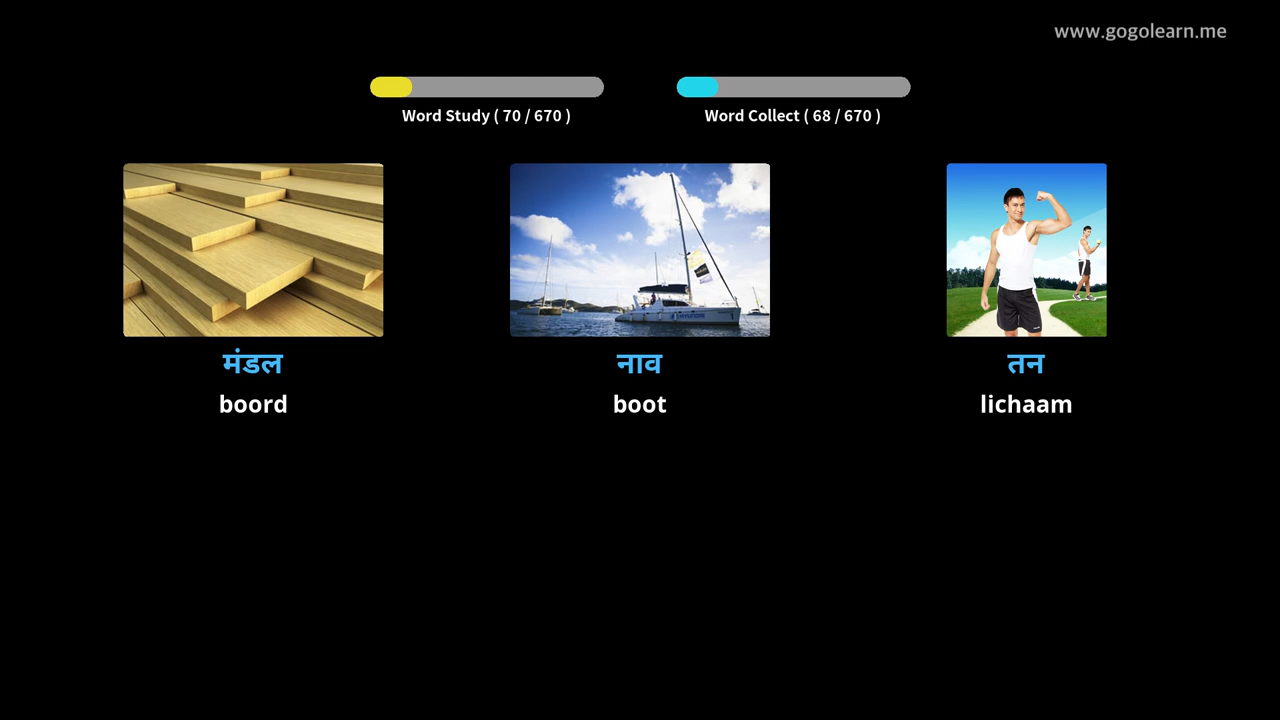 www.gogolearn.me
Word Study ( 70 / 670 )
Word Collect ( 68 / 670 )
मंडल
नाव
तन
boord
boot
lichaam